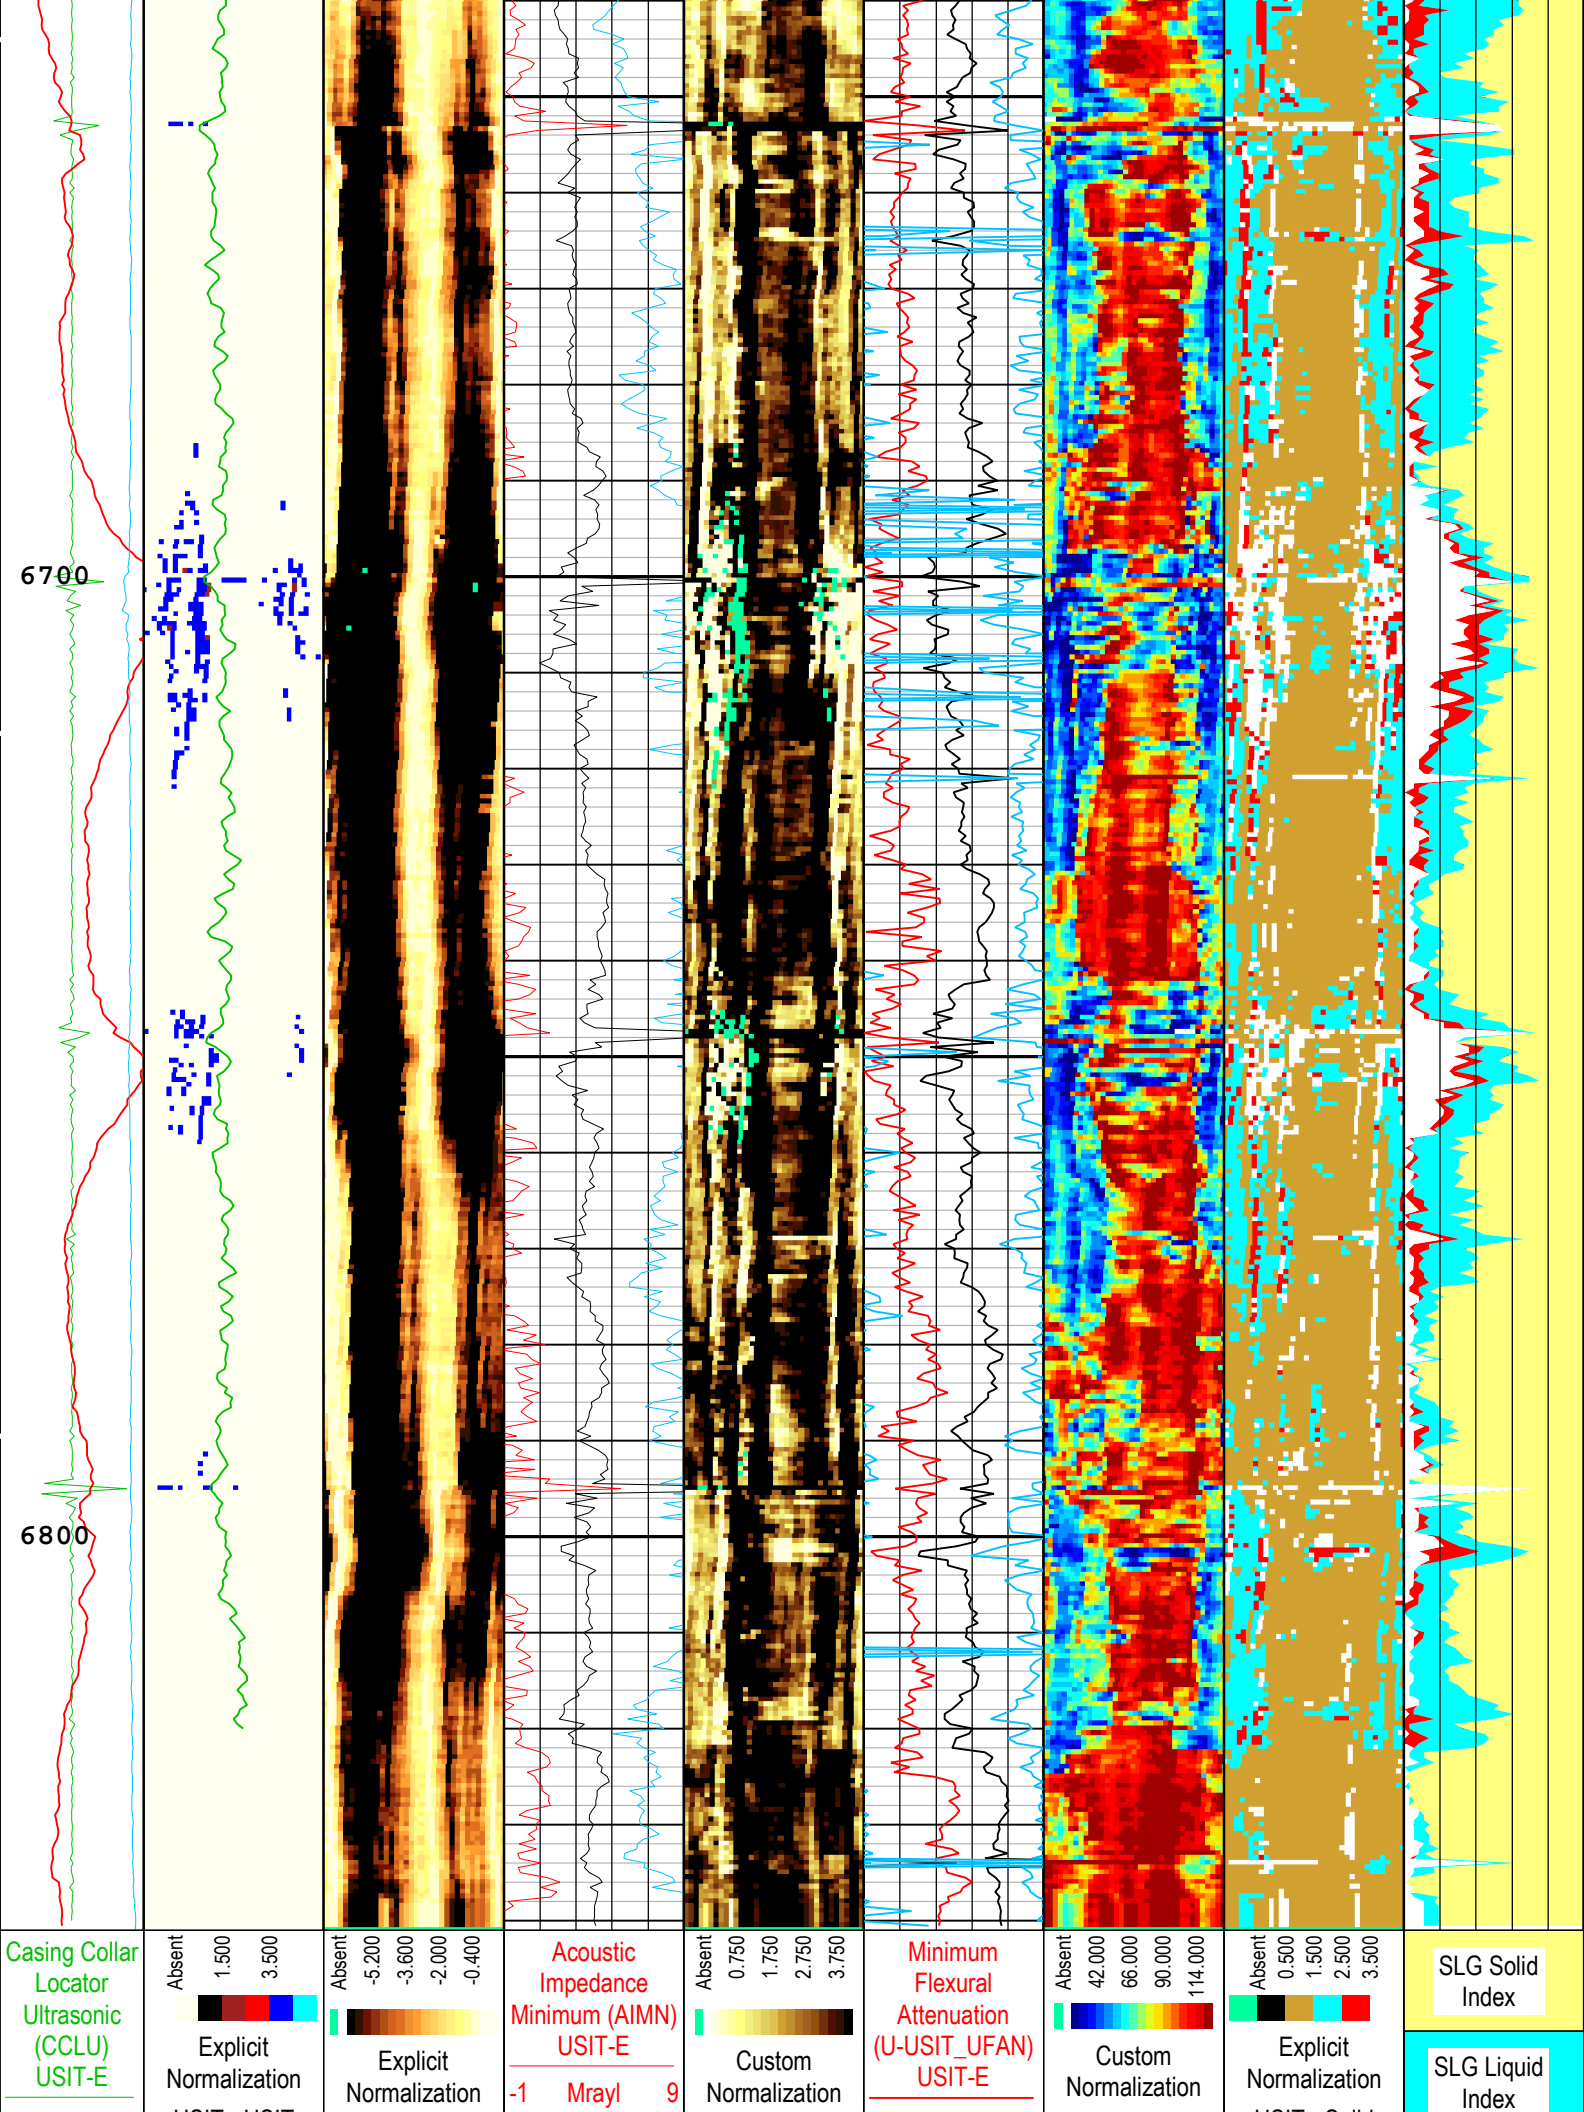 6700
6800
Casing Collar
Locator
Ultrasonic
(CCLU)
USIT-E
Absent
1.500
3.500
Explicit
Normalization
Absent
-5.200
-3.600
-2.000
-0.400
Explicit
Normalization
Acoustic
Impedance
Minimum (AIMN)
USIT-E
-1 Mrayl 9
Absent
0.750
1.750
2.750
3.750
Custom
Normalization
Minimum
Flexural
Attenuation
(U-USIT_UFAN)
USIT-E
Absent
42.000
66.000
90.000
114.000
Custom
Normalization
Absent
0.500
1.500
2.500
3.500
Explicit
Normalization
SLG Solid
Index
SLG Liquid
Index